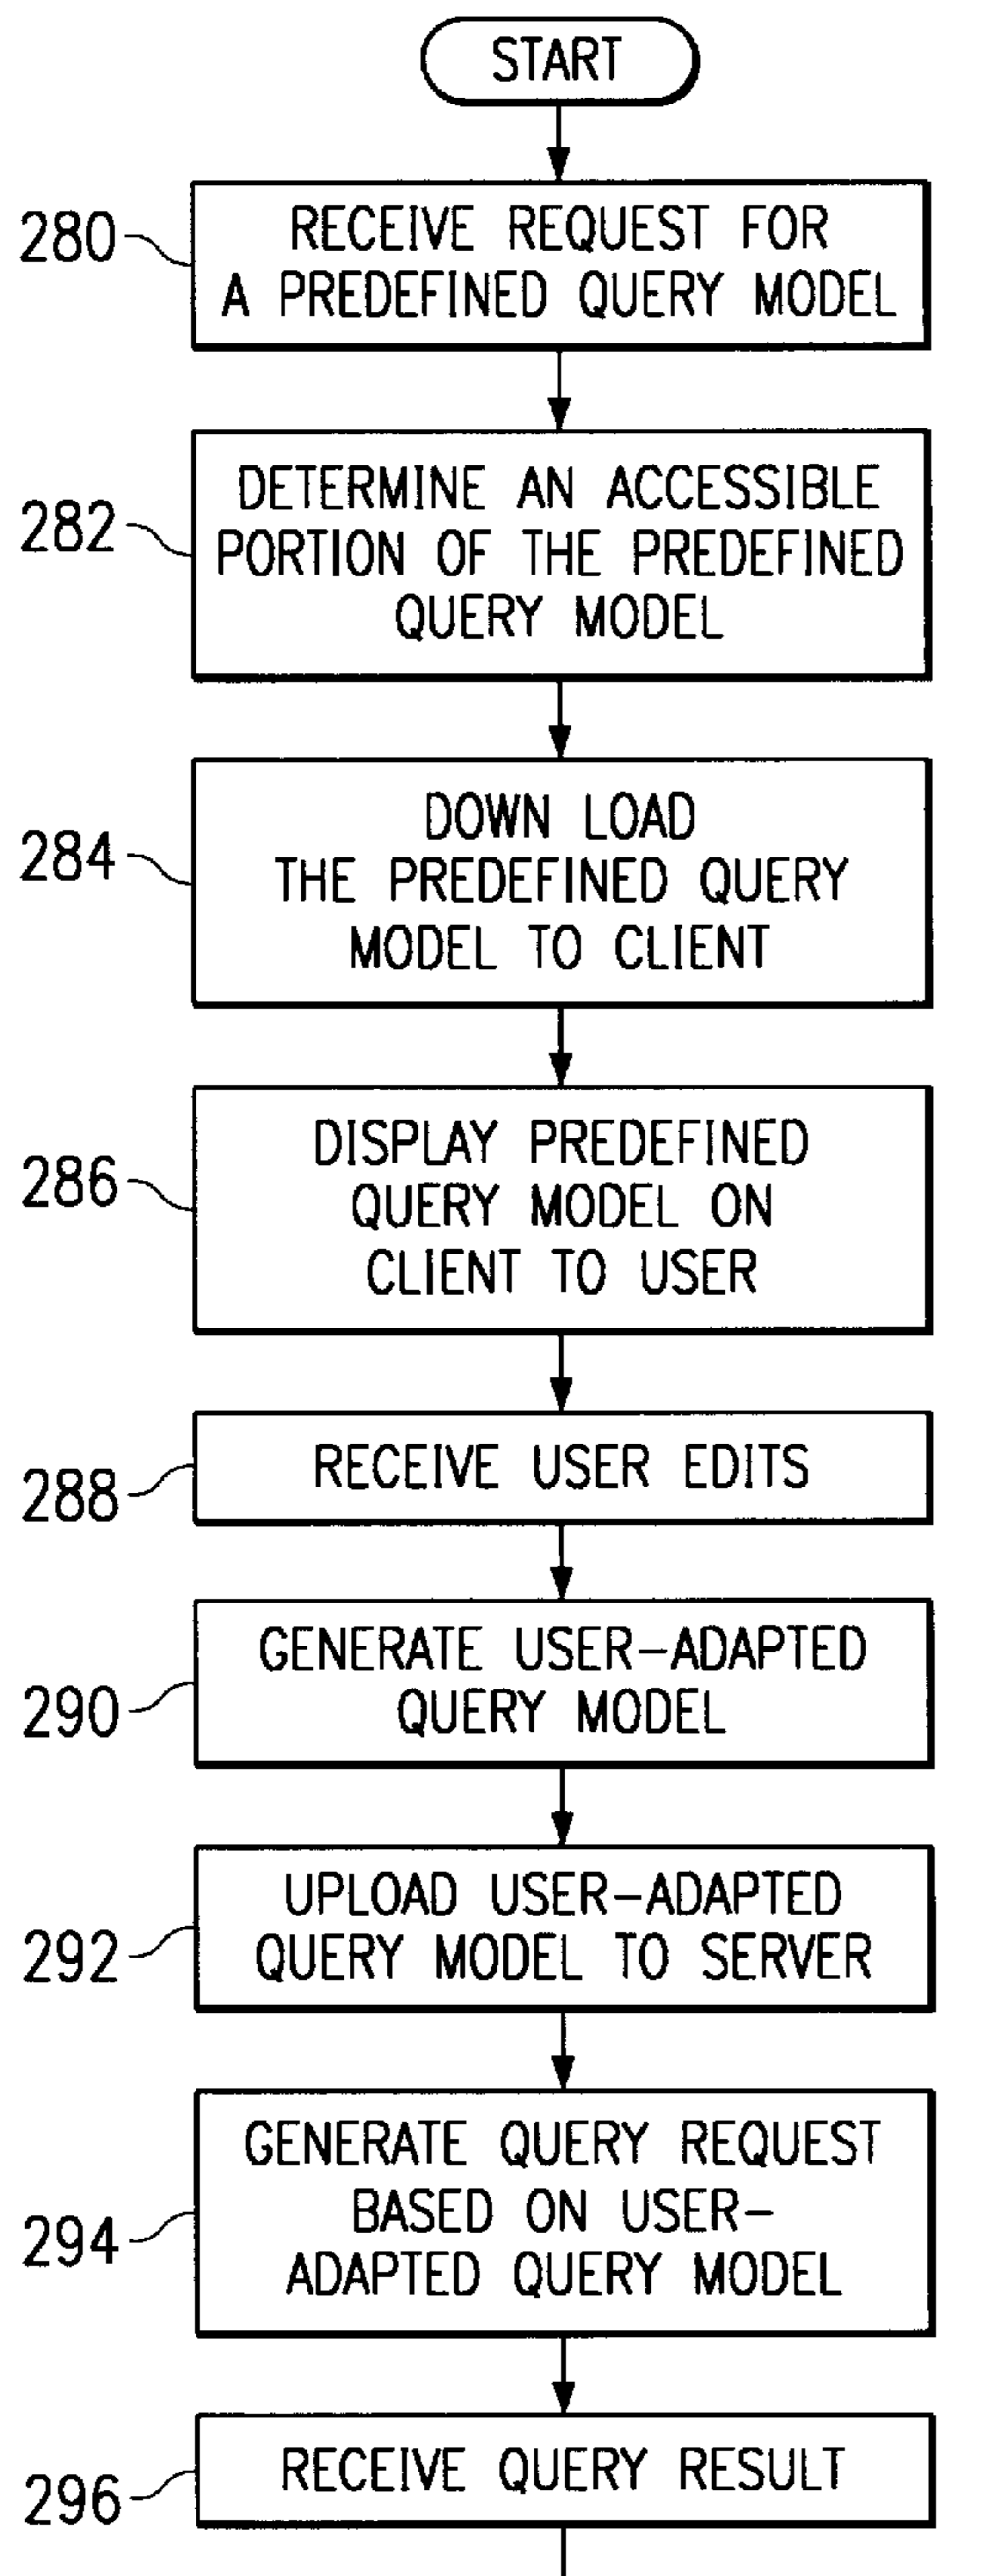 START
280
RECEIVE REQUEST FOR
A PREDEFINED QUERY MODEL
282
DETERMINE AN ACCESSIBLE
PORTION OF THE PREDEFINED
QUERY MODEL
284
DOWN LOAD
THE PREDEFINED QUERY
MODEL TO CLIENT
286
DISPLAY PREDEFINED
QUERY MODEL ON
CLIENT TO USER
288
RECEIVE USER EDITS
290
GENERATE USER-ADAPTED
QUERY MODEL
292
UPLOAD USER-ADAPTED
QUERY MODEL TO SERVER
294
GENERATE QUERY REQUEST
BASED ON USER-
ADAPTED QUERY MODEL
296
RECEIVE QUERY RESULT